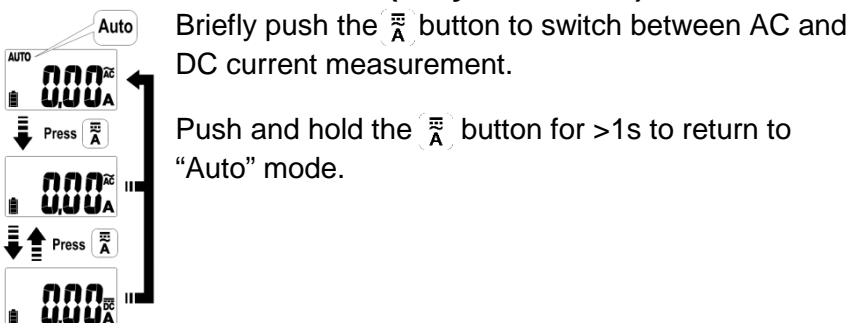 Auto
AUTO
0.00 AC A
Press A
0.00 AC A
Press A
0.00 DC A
Briefly push the A button to switch between AC and
DC current measurement.
Push and hold the A button for >1s to return to
“Auto” mode.